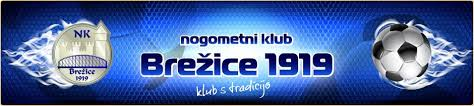 NK
Brežice
1919
nogometni klub
Brežice 1919
klub s tradicijo